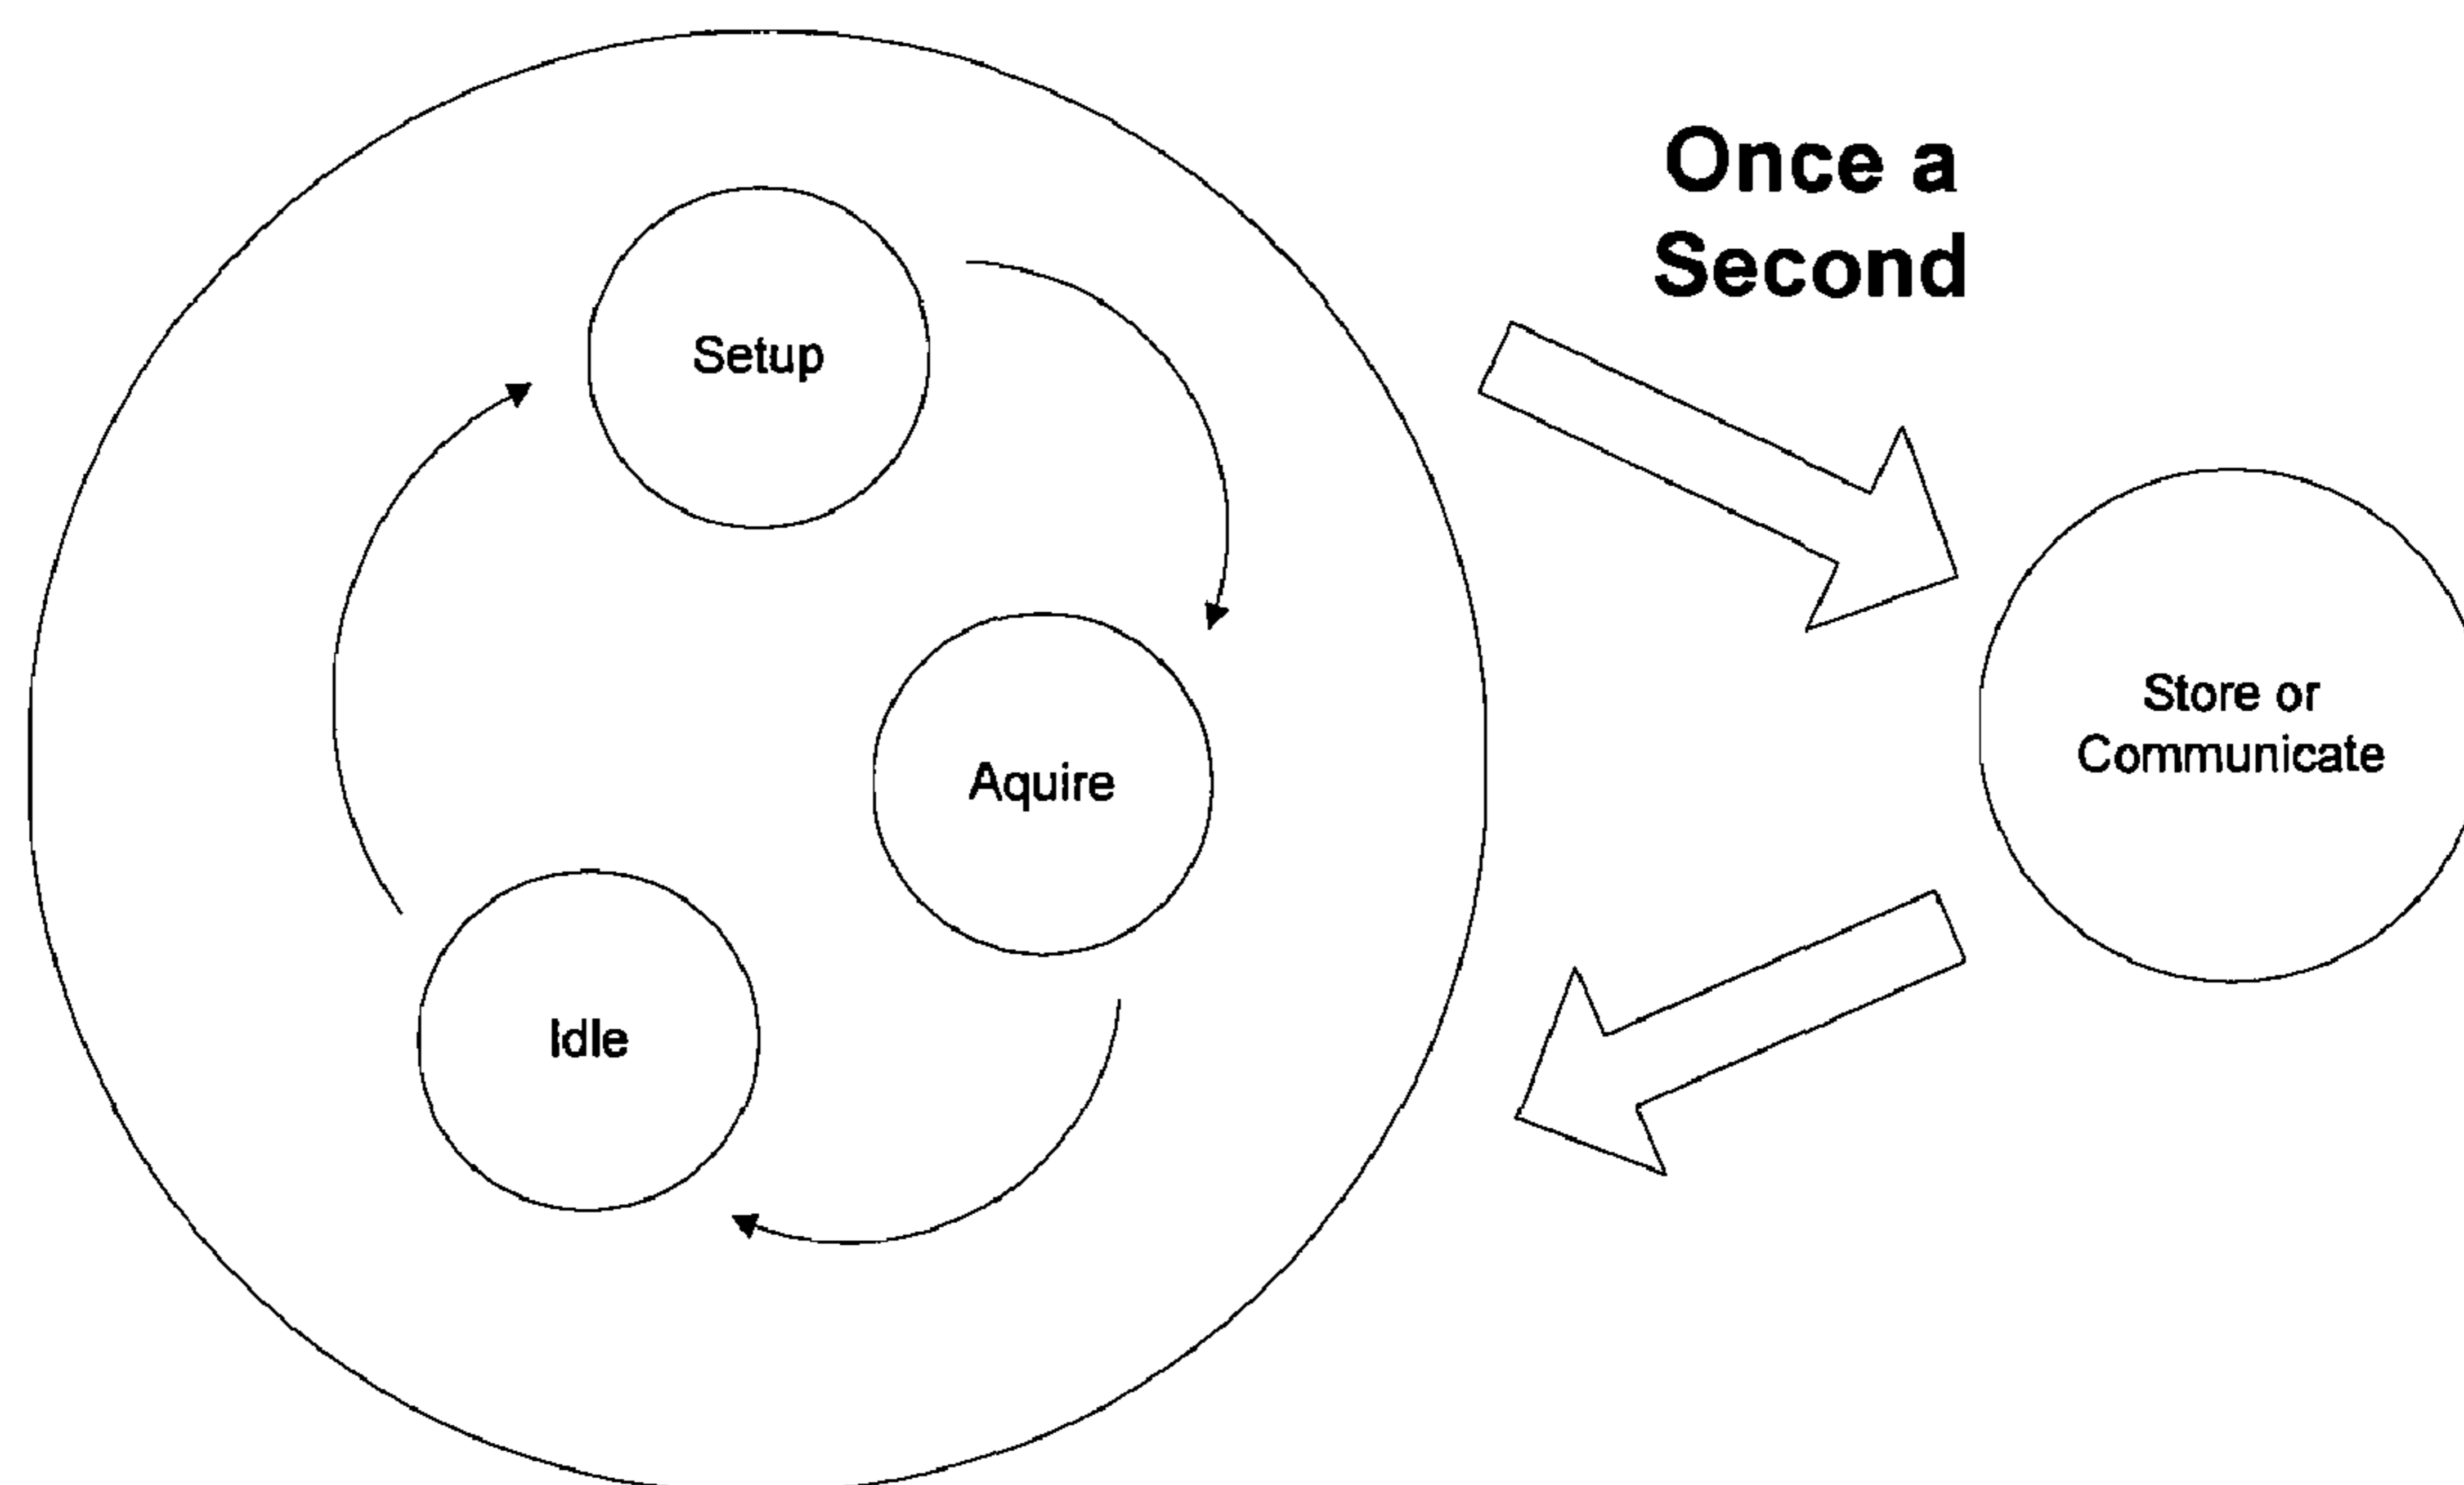 Once a
Second
Setup
Aquire
Idle
Store or
Communicate